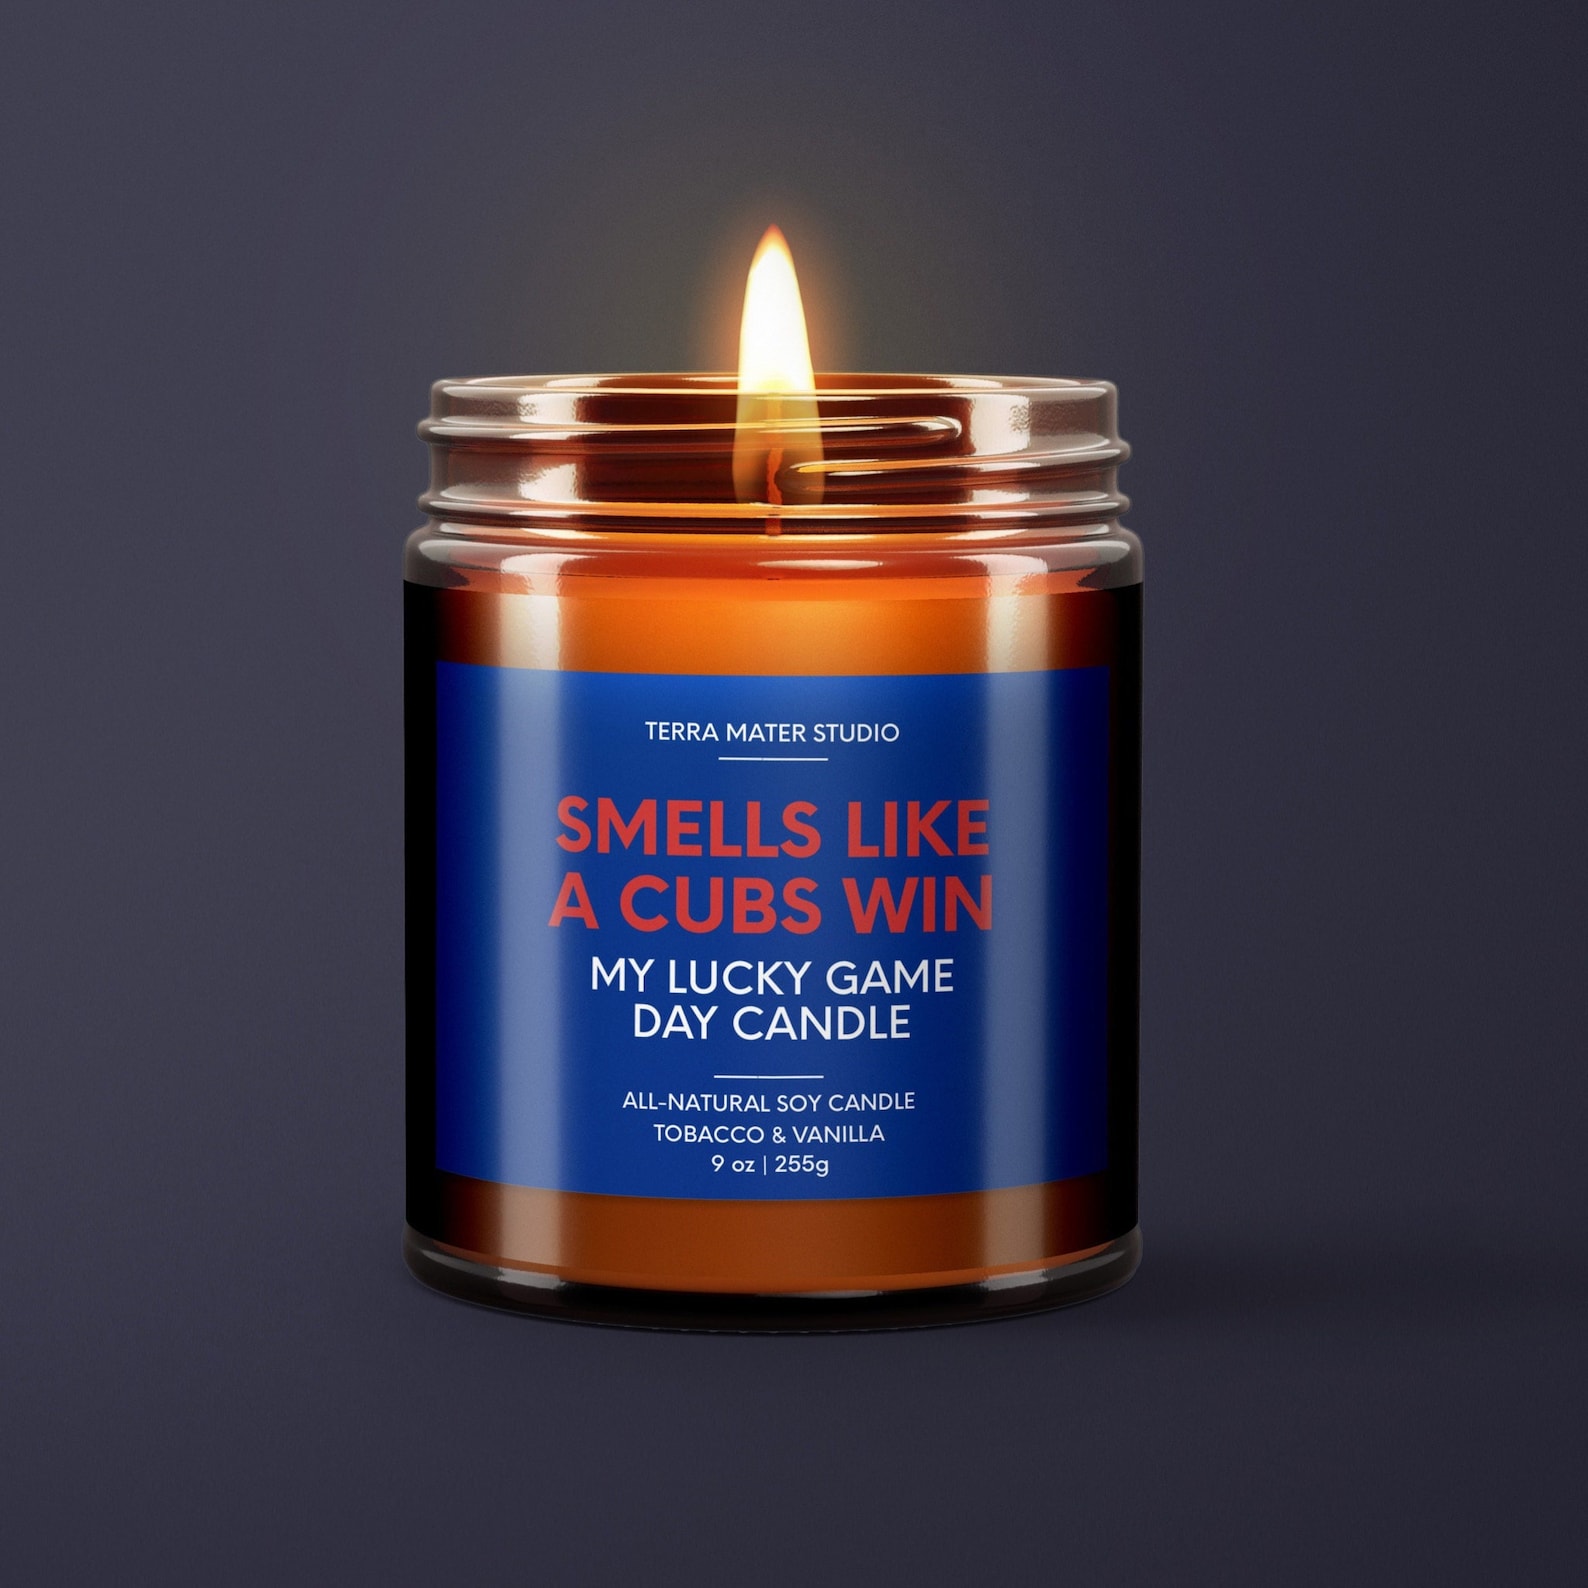 TERRA MATER STUDIO
SMELLS LIKE
A CUBS WIN
MY LUCKY GAME
DAY CANDLE
ALL-NATURAL SOY CANDLE
TOBACCO & VANILLA
9 oz | 255g